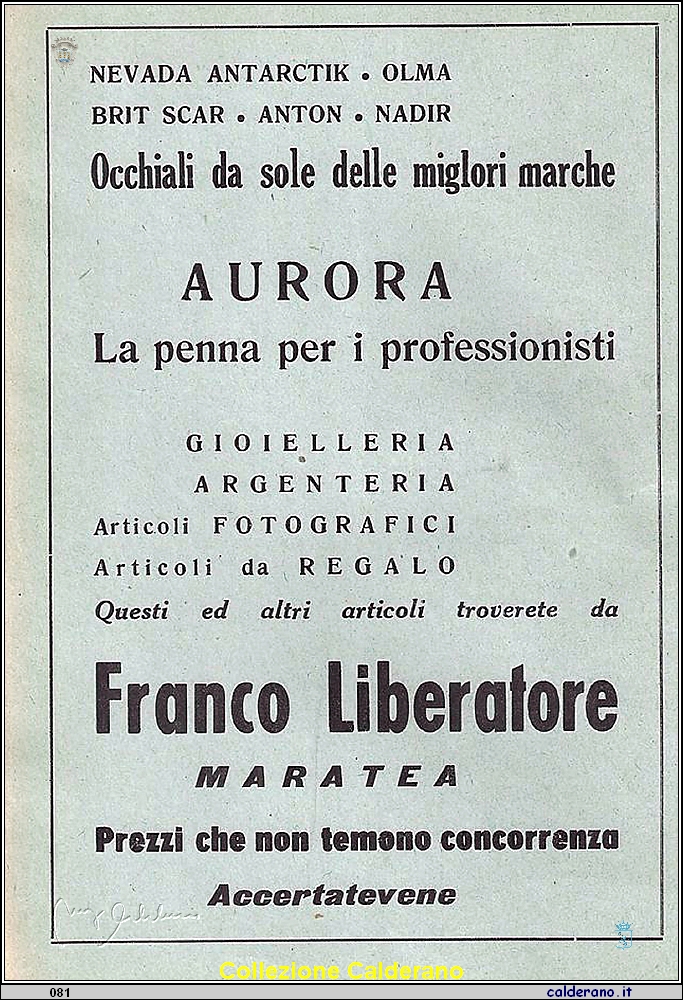 NEVADA ANTARCTIK • OLMA
BRIT SCAR • ANTON • NADIR
Occhiali da sole delle miglori marche
AURORA
La penna per i professionisti
GIOIELLERIA
ARGENTERIA
Articoli FOTOGRAFICI
Articoli da REGALO
Questi ed altri articoli troverete da
Franco Liberatore
MARATEA
Prezzi che non temono concorrenza
Accertatevene
Collezione Calderano
081 calderano.it